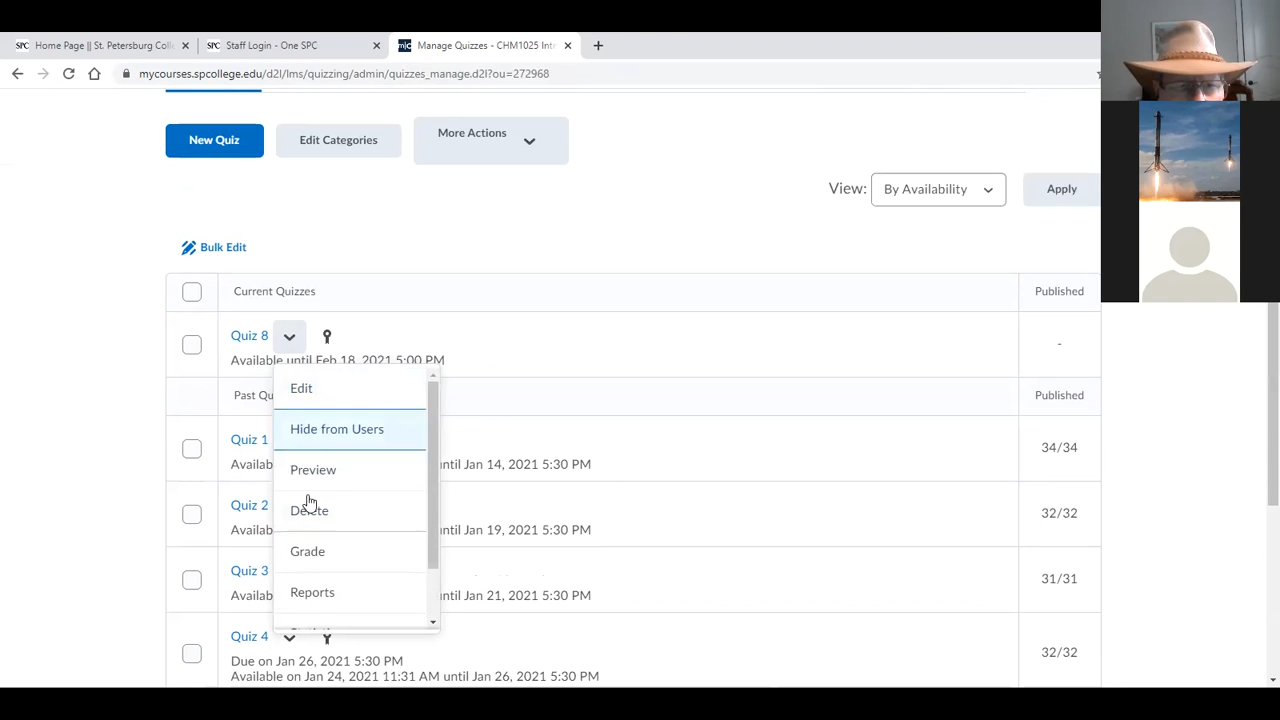 SPC Home Page || St. Petersburg Coll
SPC Staff Login - One SPC
Manage Quizzes - CHM1025 Int
mycourses.spcollege.edu/d2l/lms/quizzing/admin/quizzes_manage.d2l?ou=272968
New Quiz
Edit Categories
More Actions
View: By Availability
Apply
Bulk Edit
Current Quizzes Published
Quiz 8 -
Available until Feb 18, 2021 5:00 PM
Edit
Hide from Users
Preview
Delete
Grade
Reports
Past Qu Published
Quiz 1 34/34
Availab until Jan 14, 2021 5:30 PM
Quiz 2 32/32
Availab until Jan 19, 2021 5:30 PM
Quiz 3 31/31
Availab until Jan 21, 2021 5:30 PM
Quiz 4 32/32
Due on Jan 26, 2021 5:30 PM
Available on Jan 24, 2021 11:31 AM until Jan 26, 2021 5:30 PM